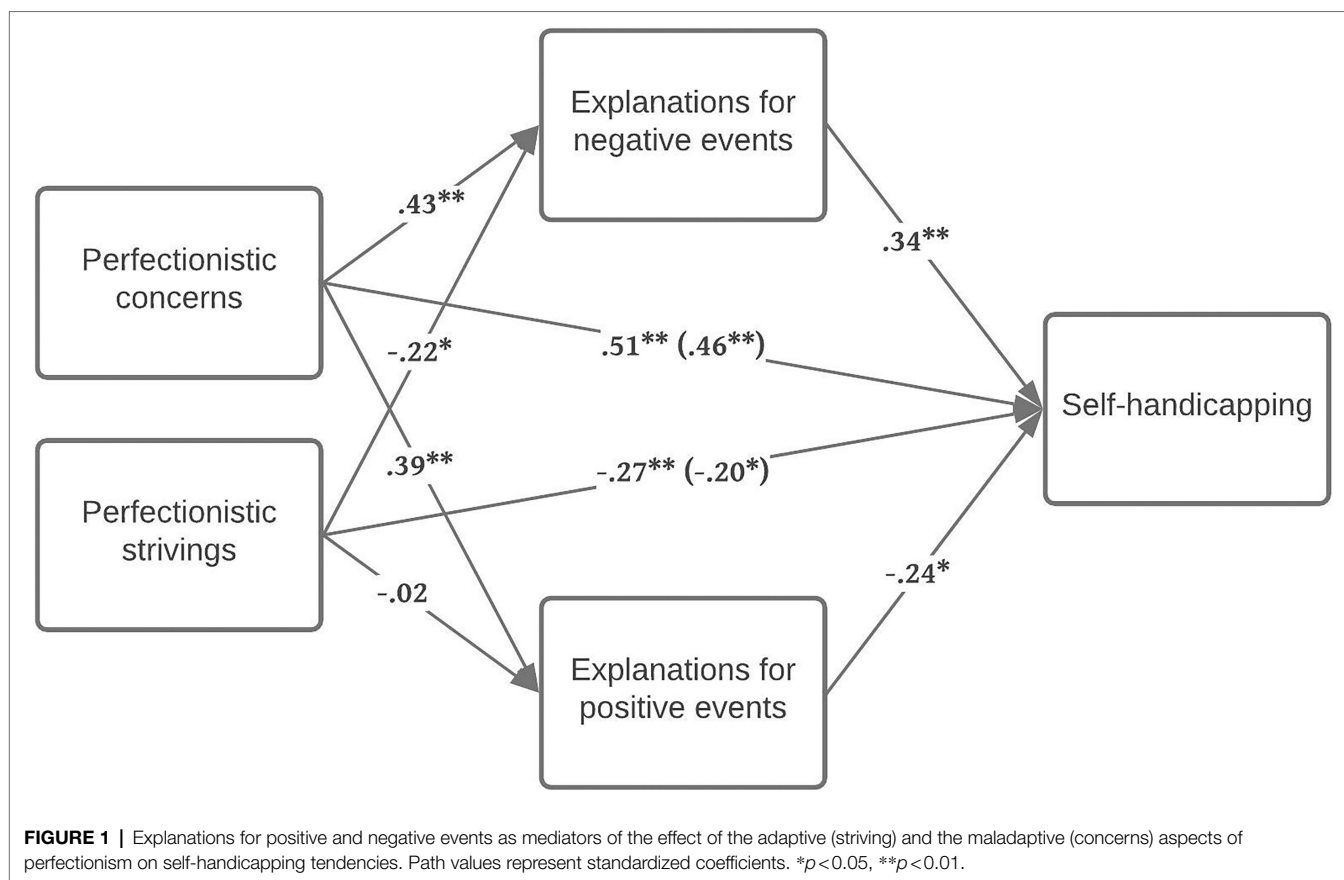 Explanations for
negative events
.43**
Perfectionistic
concerns
.34**
.51** (.46**)
-.22*
Self-handicapping
.39**
-.27** (-.20*)
Perfectionistic
strivings
-.02
-.24*
Explanations for
positive events
FIGURE 1 | Explanations for positive and negative events as mediators of the effect of the adaptive (striving) and the maladaptive (concerns) aspects of
perfectionism on self-handicapping tendencies. Path values represent standardized coefficients. *p<0.05, **p<0.01.